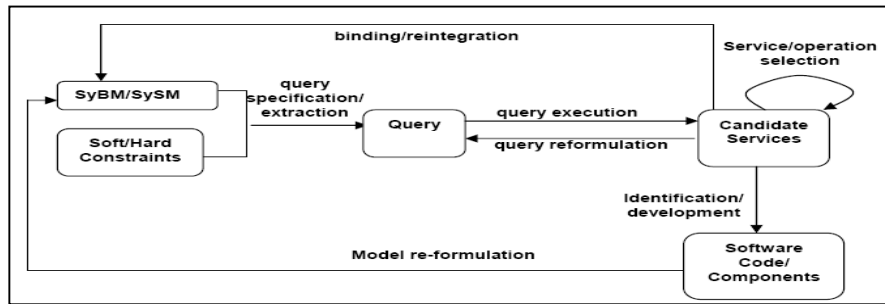 binding/reintegration
Service/operation
selection
SyBM/SySM
query
specification/
extraction
Soft/Hard
Constraints
Query
query execution
query reformulation
Candidate
Services
Identification/
development
Model re-formulation
Software
Code/
Components